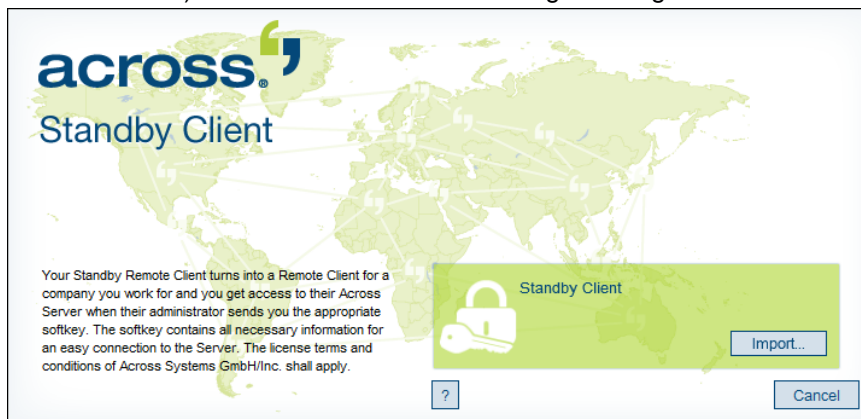 across.®
Standby Client
Your Standby Remote Client turns into a Remote Client for a
company you work for and you get access to their Across
Server when their administrator sends you the appropriate
softkey. The softkey contains all necessary information for
an easy connection to the Server. The license terms and
conditions of Across Systems GmbH/Inc. shall apply.
Standby Client
Import...
?
Cancel